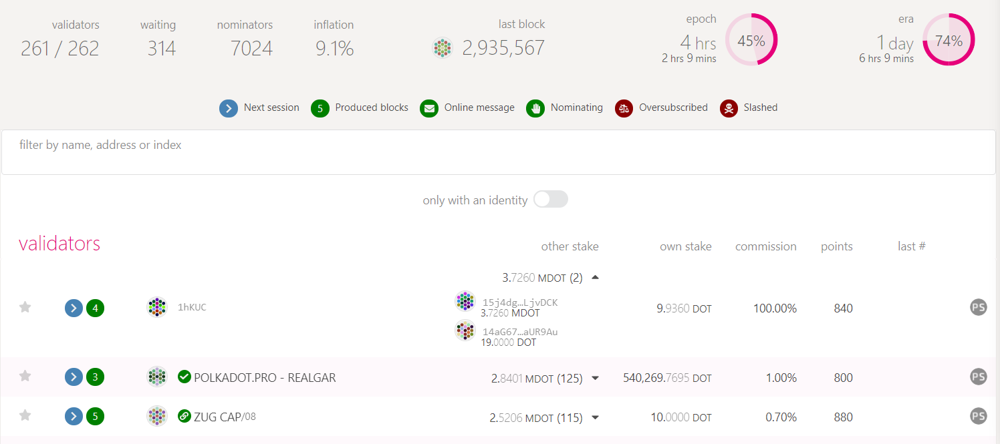 validators waiting nominators inflation last block epoch era
261 / 262 314 7024 9.1% 2,935,567 4 hrs 45% 1 day 74%
2 hrs 9 mins 6 hrs 9 mins
Next session 5 Produced blocks Online message Nominating Oversubscribed Slashed
filter by name, address or index
only with an identity
validators other stake own stake commission points last #
3.7260 MDOT (2)
4 1hKUC 15j4dg...LjvDCK 9.9360 DOT 100.00% 840 PS
3.7260 MDOT
14aG67...aUR9Au
19.0000 DOT
3 POLKADOT.PRO - REALGAR 2.8401 MDOT (125) 540,269.7695 DOT 1.00% 800 PS
5 ZUG CAP/08 2.5206 MDOT (115) 10.0000 DOT 0.70% 880 PS